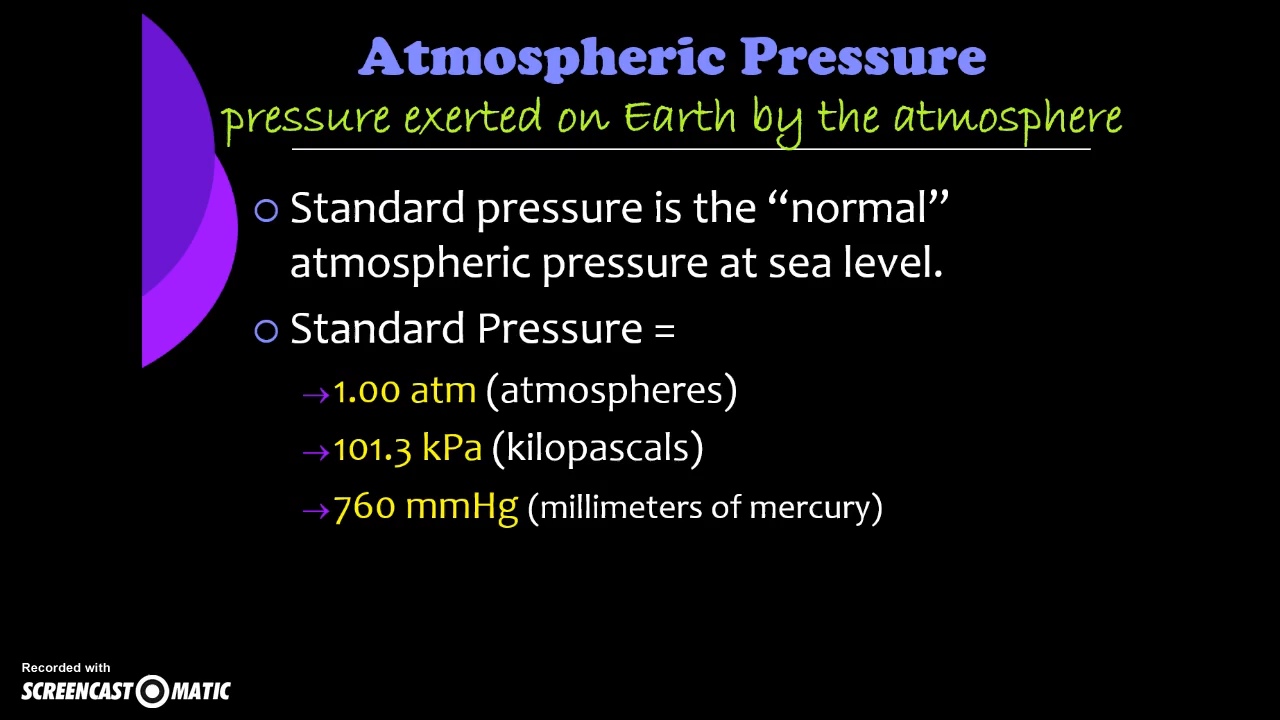 Atmospheric Pressure
pressure exerted on Earth by the atmosphere
Standard pressure is the “normal”
atmospheric pressure at sea level.
Standard Pressure =
→1.00 atm (atmospheres)
→101.3 kPa (kilopascals)
→760 mmHg (millimeters of mercury)
Recorded with
SCREENCAST MATIC